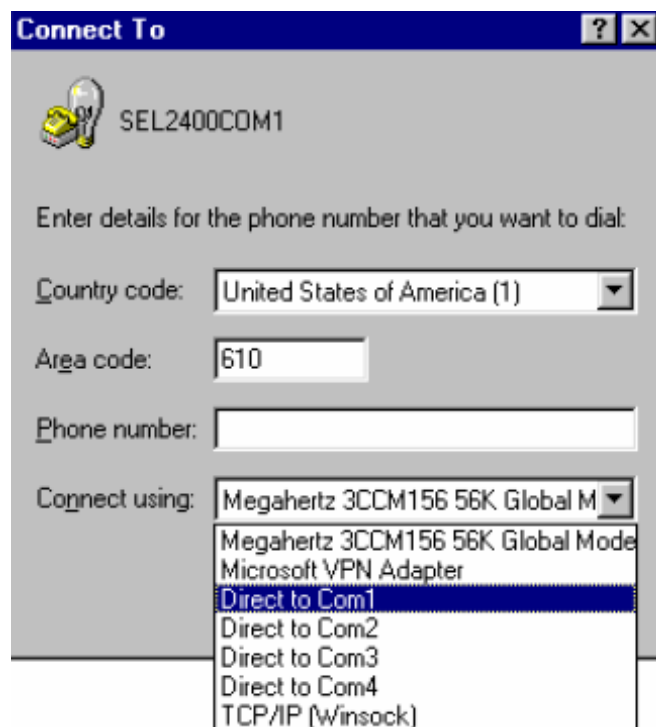 Connect To
SEL2400COM1
Enter details for the phone number that you want to dial:
Country code: United States of America (1)
Area code: 610
Phone number:
Connect using: Megahertz 3CCM156 56K Global M
Megahertz 3CCM156 56K Global Mode
Microsoft VPN Adapter
Direct to Com1
Direct to Com2
Direct to Com3
Direct to Com4
TCP/IP (Winsock)